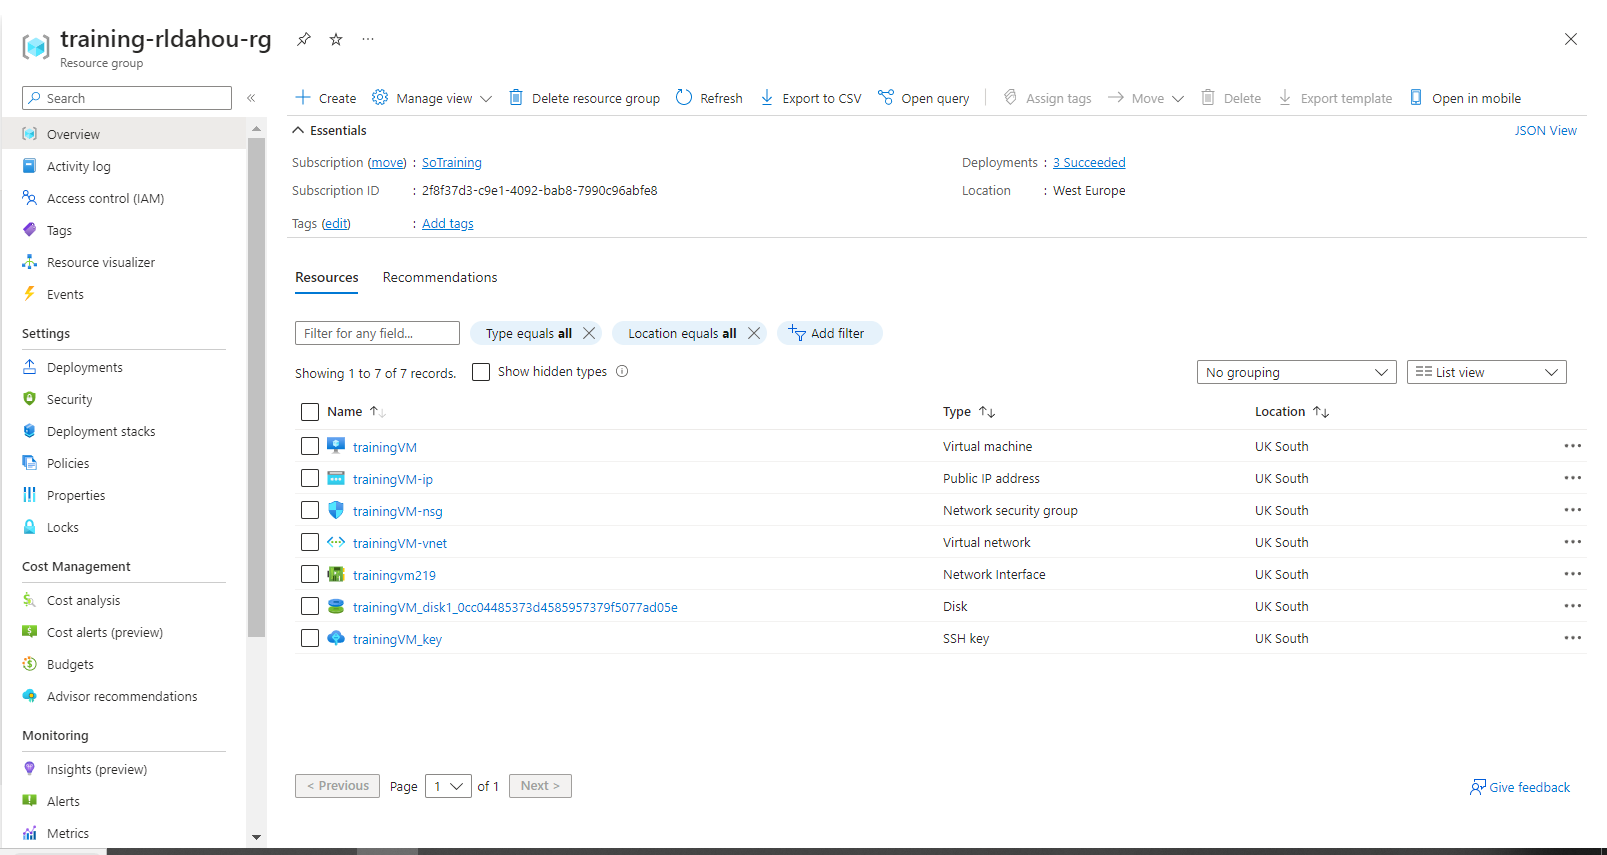 training-rldahou-rg
Resource group
Search
Overview
Activity log
Access control (IAM)
Tags
Resource visualizer
Events
Settings
Deployments
Security
Deployment stacks
Policies
Properties
Locks
Cost Management
Cost analysis
Cost alerts (preview)
Budgets
Advisor recommendations
Monitoring
Insights (preview)
Alerts
Metrics
Create Manage view Delete resource group Refresh Export to CSV Open query Assign tags Move Delete Export template Open in mobile
Essentials JSON View
Subscription (move) : SoTraining Deployments : 3 Succeeded
Subscription ID : 2f8f37d3-c9e1-4092-bab8-7990c96abfe8 Location : West Europe
Tags (edit) : Add tags
Resources Recommendations
Filter for any field... Type equals all Location equals all Add filter
Showing 1 to 7 of 7 records. Show hidden types No grouping List view
Name Type Location
trainingVM Virtual machine UK South
trainingVM-ip Public IP address UK South
trainingVM-nsg Network security group UK South
trainingVM-vnet Virtual network UK South
trainingvm219 Network Interface UK South
trainingVM_disk1_0cc04485373d4585957379f5077ad05e Disk UK South
trainingVM_key SSH key UK South
< Previous Page 1 of 1 Next > Give feedback